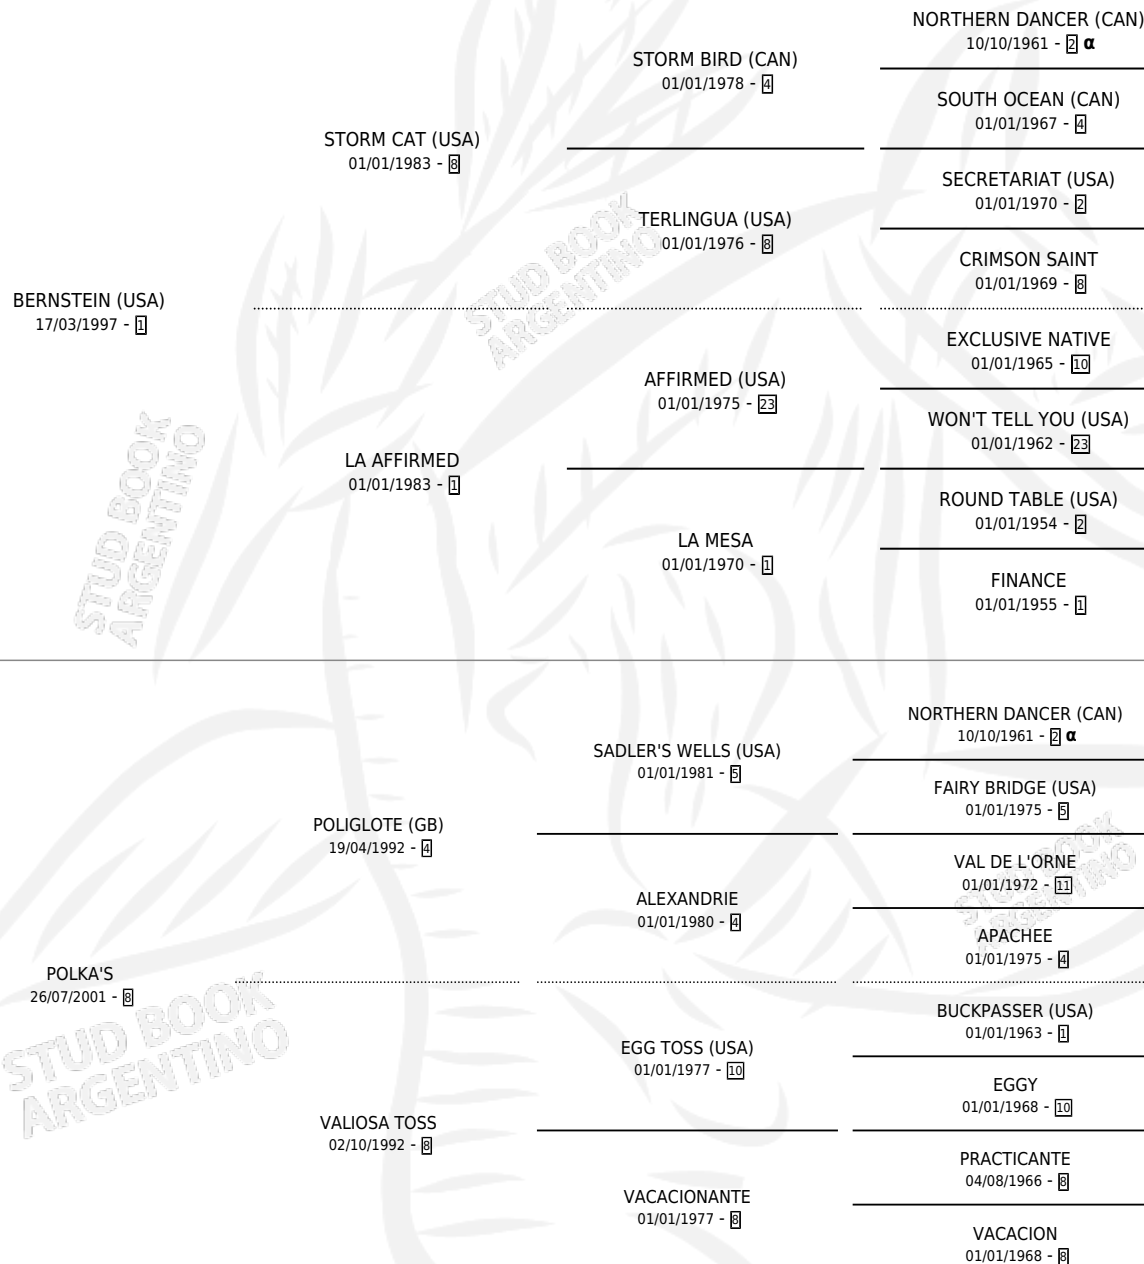 NORTHERN DANCER (CAN)
10/10/1961 - 2 α
STORM BIRD (CAN)
01/01/1978 - 4
SOUTH OCEAN (CAN)
01/01/1967 - 4
STORM CAT (USA)
01/01/1983 - 8
SECRETARIAT (USA)
01/01/1970 - 2
TERLINGUA (USA)
01/01/1976 - 8
CRIMSON SAINT
01/01/1969 - 8
BERNSTEIN (USA)
17/03/1997 - 1
STUD BOOK
ARGENTINO
EXCLUSIVE NATIVE
01/01/1965 - 10
AFFIRMED (USA)
01/01/1975 - 23
WON'T TELL YOU (USA)
01/01/1962 - 23
LA AFFIRMED
01/01/1983 - 1
ROUND TABLE (USA)
01/01/1954 - 2
LA MESA
01/01/1970 - 1
FINANCE
01/01/1955 - 1
STUD BOOK
ARGENTINO
NORTHERN DANCER (CAN)
10/10/1961 - 2 α
SADLER'S WELLS (USA)
01/01/1981 - 5
FAIRY BRIDGE (USA)
01/01/1975 - 5
POLIGLOTE (GB)
19/04/1992 - 4
VAL DE L'ORNE
01/01/1972 - 11
ALEXANDRIE
01/01/1980 - 4
APACHEE
01/01/1975 - 4
STUD BOOK
ARGENTINO
POLKA'S
26/07/2001 - 8
BUCKPASSER (USA)
01/01/1963 - 1
EGG TOSS (USA)
01/01/1977 - 10
EGGY
01/01/1968 - 10
VALIOSA TOSS
02/10/1992 - 8
PRACTICANTE
04/08/1966 - 8
VACACIONANTE
01/01/1977 - 8
VACACION
01/01/1968 - 8
STUD BOOK
ARGENTINO